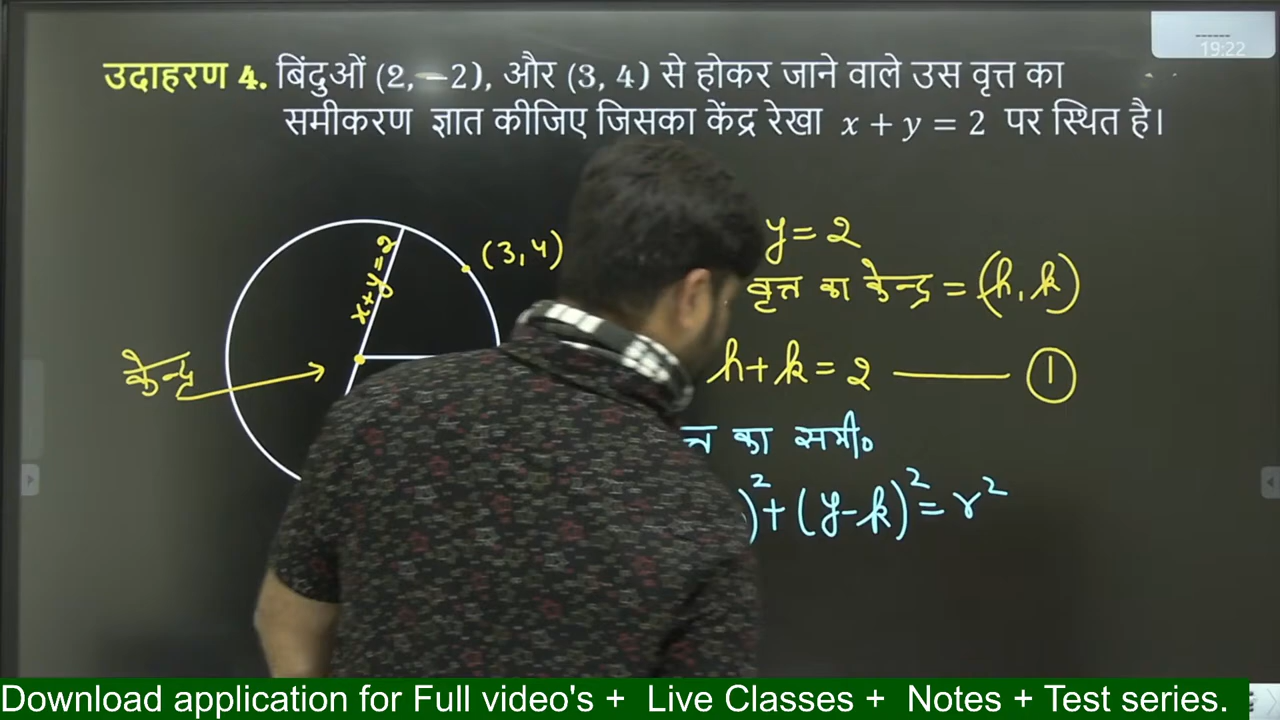 19:22
उदाहरण 4. बिंदुओं (2, −2), और (3, 4) से होकर जाने वाले उस वृत्त का
समीकरण ज्ञात कीजिए जिसका केंद्र रेखा x + y = 2 पर स्थित है।
(3, 4)
x+y=2
केन्द्र
y = 2
वृत्त का केन्द्र = (h, k)
h + k = 2 ——— ①
का समी०
)² + (y - k)² = r²
Download application for Full video's + Live Classes + Notes + Test series.